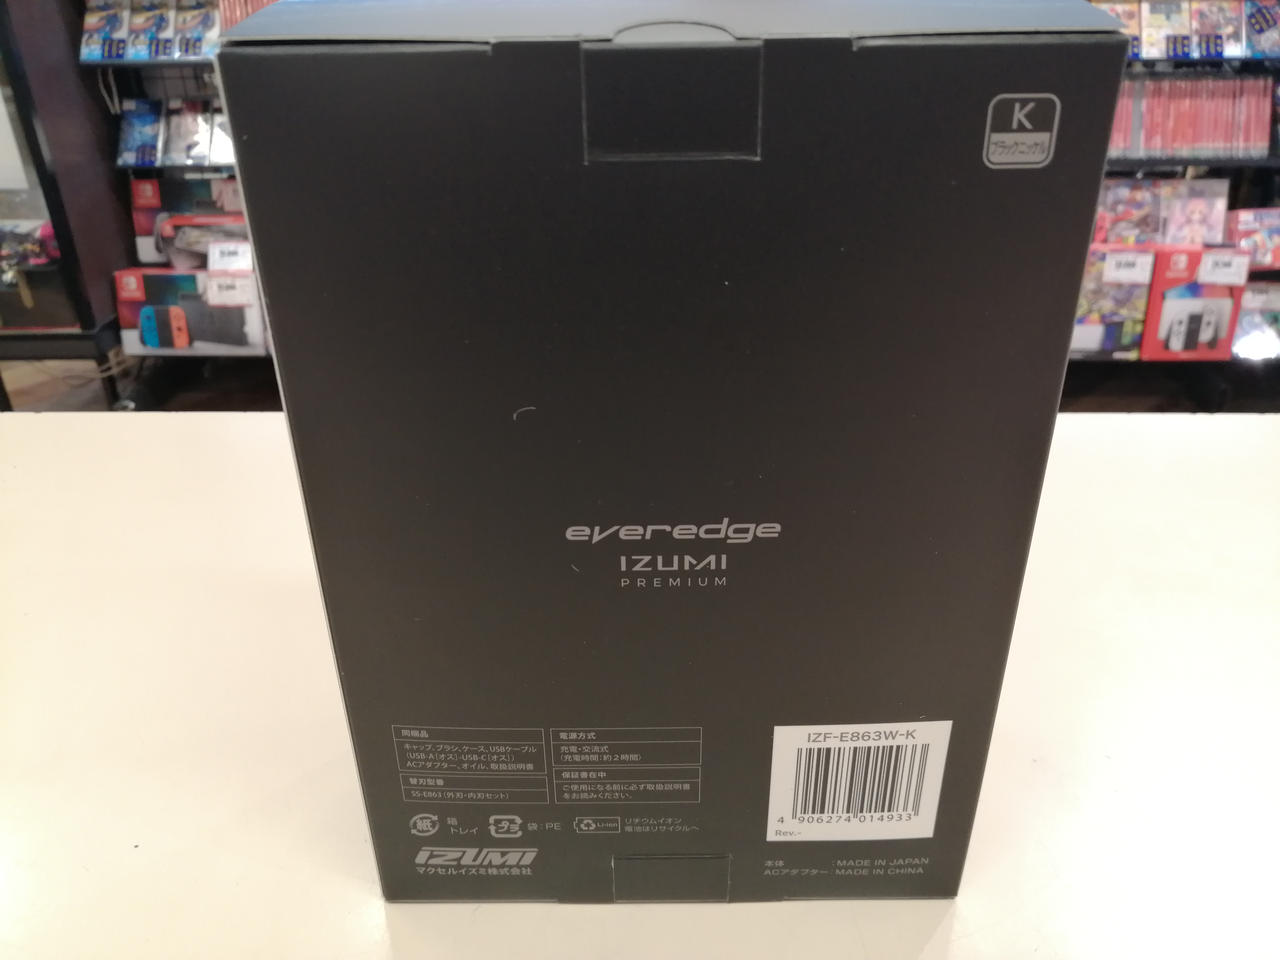 K
ブラックニッケル
everedge
IZUMI
PREMIUM
同梱品
キャップ、ブラシ、ケース、USBケーブル
(USB-A[オス]-USB-C[オス])
ACアダプター、オイル、取扱説明書
替刃型番
SS-E863 (外刃・内刃セット)
電源方式
充電・交流式
(充電時間:約2時間)
保証書在中
ご使用になる前に必ず取扱説明書
をお読みください。
紙
箱
トレイ
プラ
袋:PE
Li-ion
リチウムイオン
電池はリサイクルへ
IZUMI
マクセルイズミ株式会社
IZF-E863W-K
4 906274 014933
Rev.-
本体 :MADE IN JAPAN
ACアダプター:MADE IN CHINA